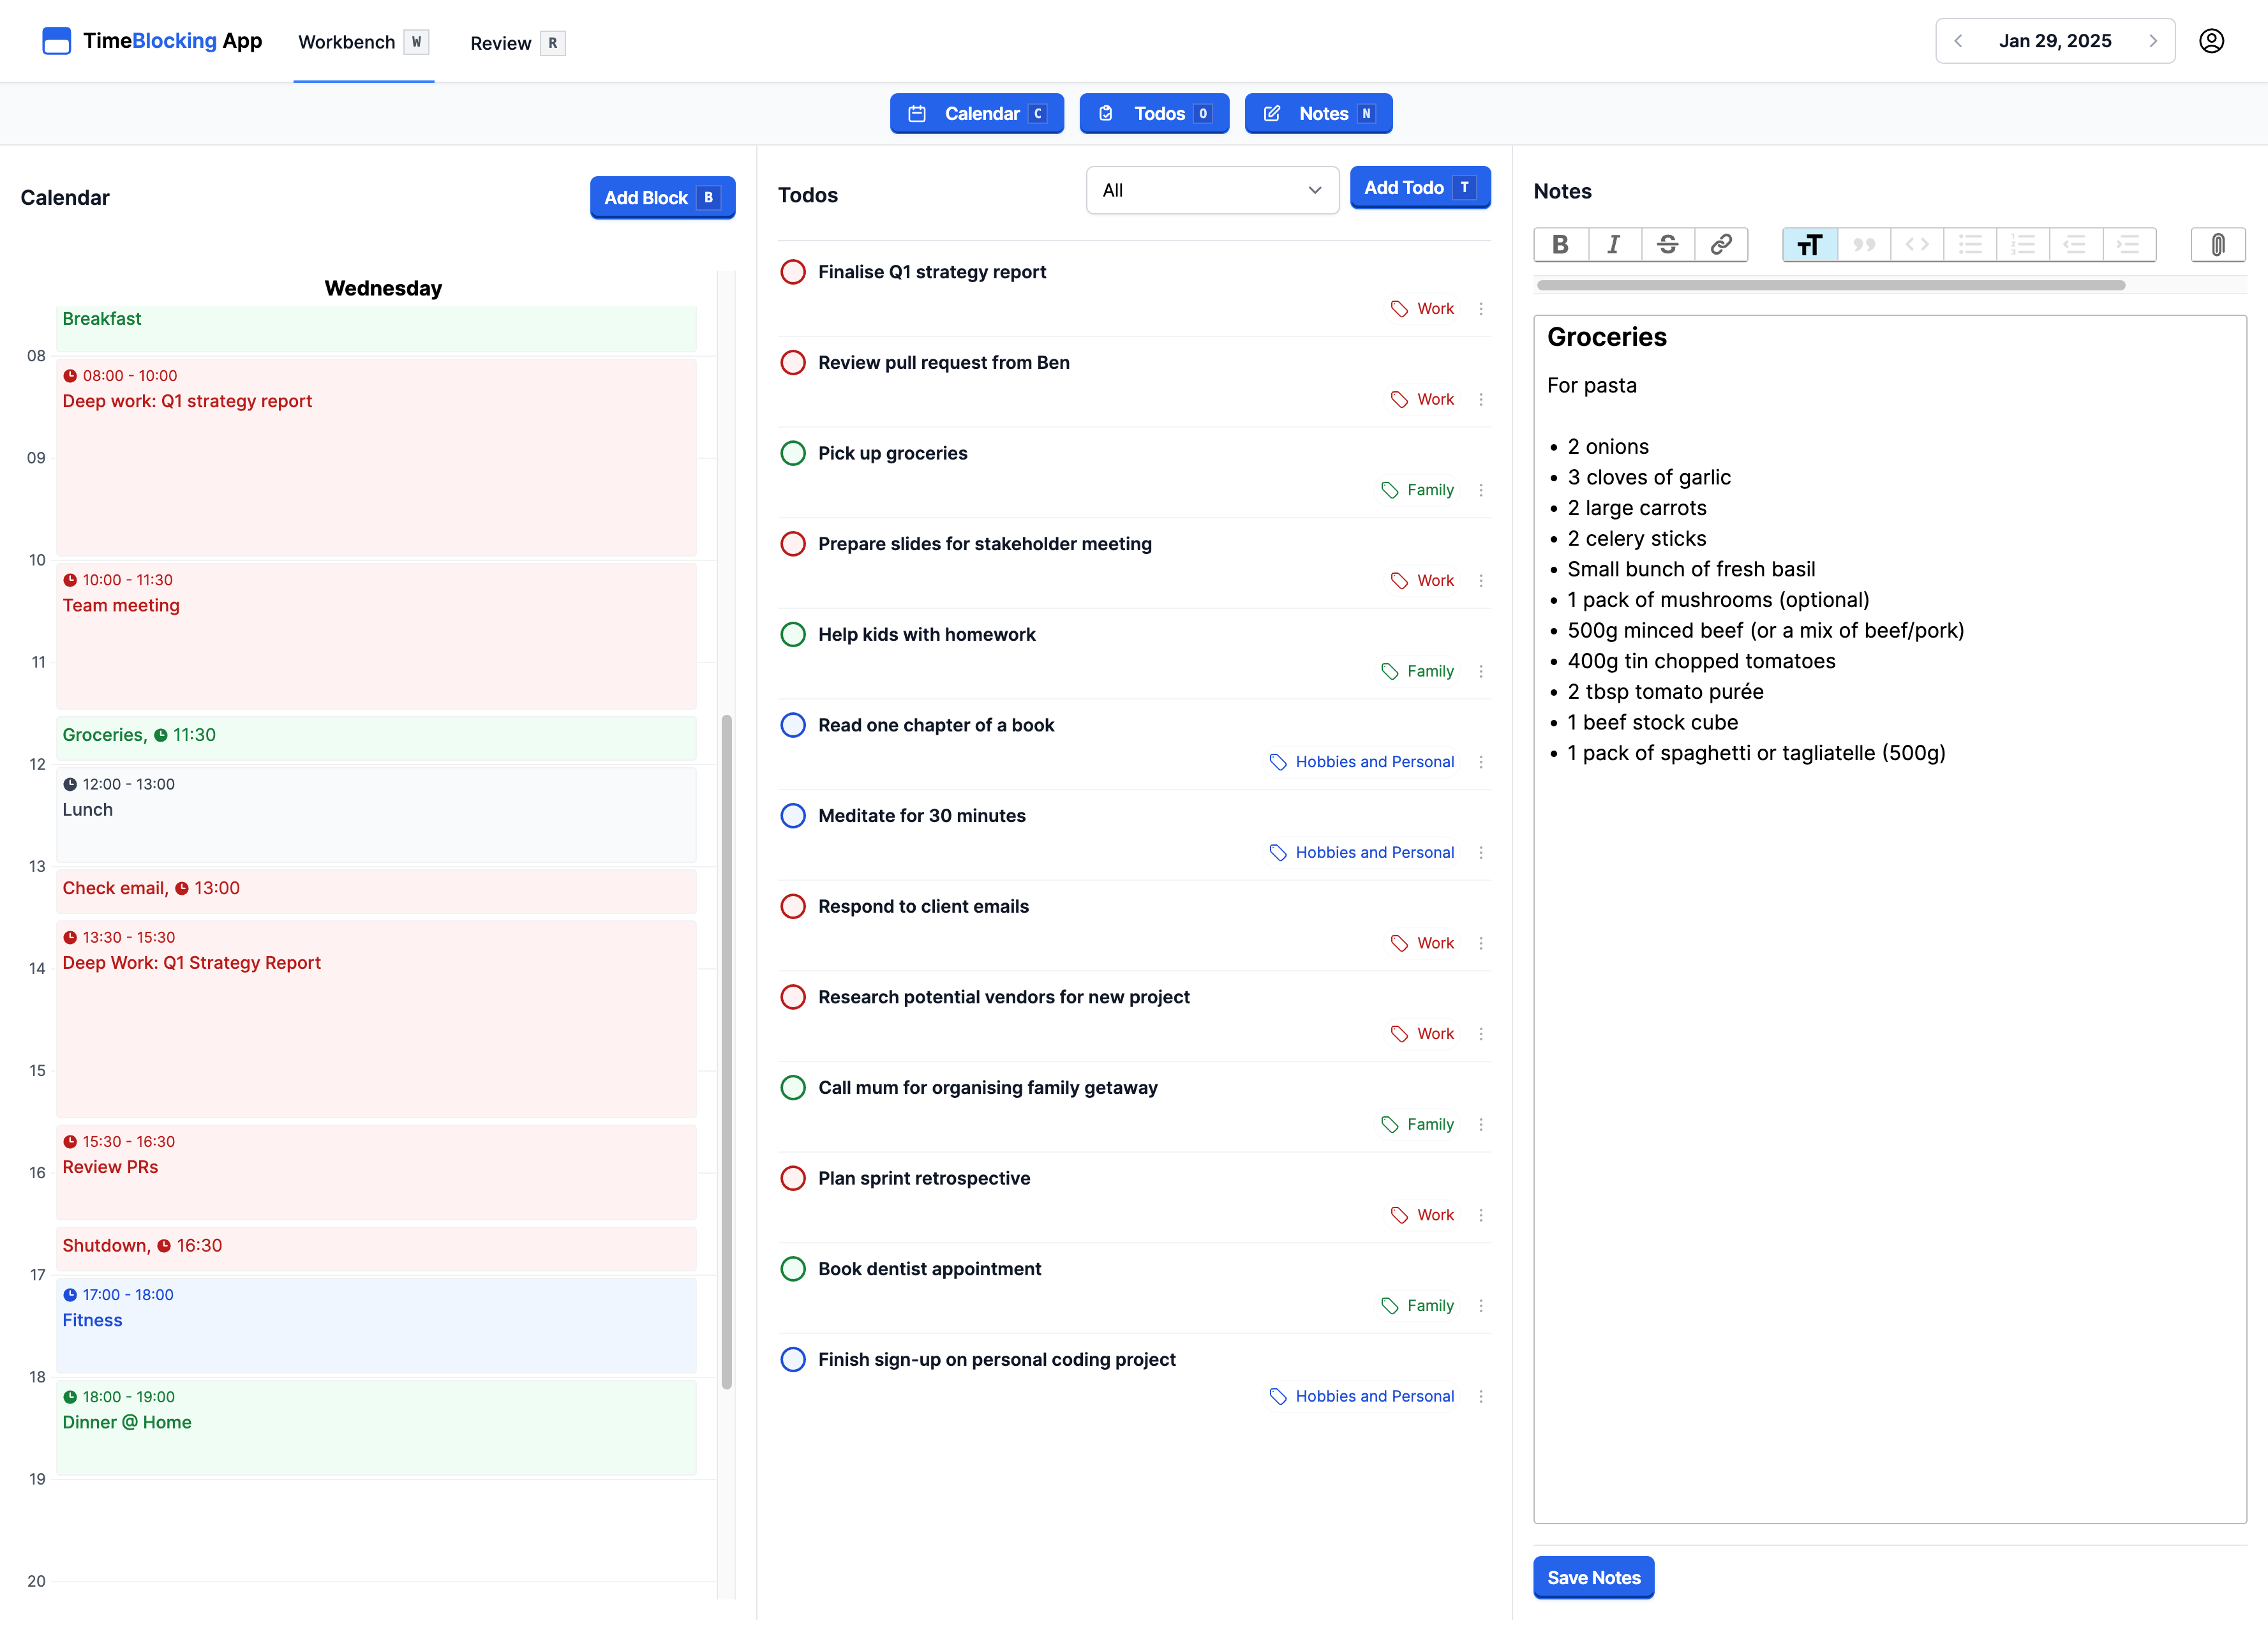 TimeBlocking App
Workbench W
Review R
Jan 29, 2025
Calendar C
Todos O
Notes N
Calendar
Add Block B
Wednesday
Breakfast
08
08:00 - 10:00
Deep work: Q1 strategy report
09
10
10:00 - 11:30
Team meeting
11
Groceries, 11:30
12
12:00 - 13:00
Lunch
13
Check email, 13:00
13:30 - 15:30
Deep Work: Q1 Strategy Report
14
15
15:30 - 16:30
Review PRs
16
Shutdown, 16:30
17
17:00 - 18:00
Fitness
18
18:00 - 19:00
Dinner @ Home
19
20
Todos
All
Add Todo T
Finalise Q1 strategy report
Work
Review pull request from Ben
Work
Pick up groceries
Family
Prepare slides for stakeholder meeting
Work
Help kids with homework
Family
Read one chapter of a book
Hobbies and Personal
Meditate for 30 minutes
Hobbies and Personal
Respond to client emails
Work
Research potential vendors for new project
Work
Call mum for organising family getaway
Family
Plan sprint retrospective
Work
Book dentist appointment
Family
Finish sign-up on personal coding project
Hobbies and Personal
Notes
Groceries
For pasta
• 2 onions
• 3 cloves of garlic
• 2 large carrots
• 2 celery sticks
• Small bunch of fresh basil
• 1 pack of mushrooms (optional)
• 500g minced beef (or a mix of beef/pork)
• 400g tin chopped tomatoes
• 2 tbsp tomato purée
• 1 beef stock cube
• 1 pack of spaghetti or tagliatelle (500g)
Save Notes